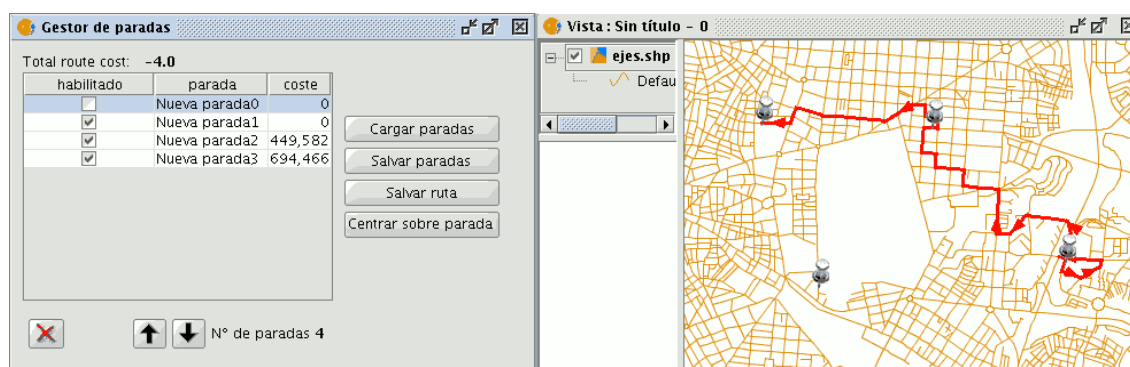 Gestor de paradas
Total route cost: -4.0
habilitado parada coste
Nueva parada0 0
Nueva parada1 0
Nueva parada2 449,582
Nueva parada3 694,466
Cargar paradas
Salvar paradas
Salvar ruta
Centrar sobre parada
N° de paradas 4
Vista : Sin título - 0
ejes.shp
Defau